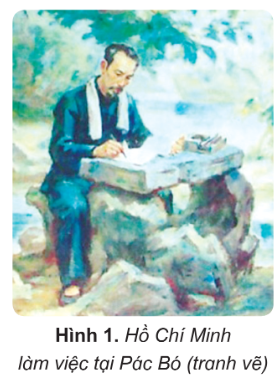 Hình 1. Hồ Chí Minh
làm việc tại Pác Bó (tranh vẽ)